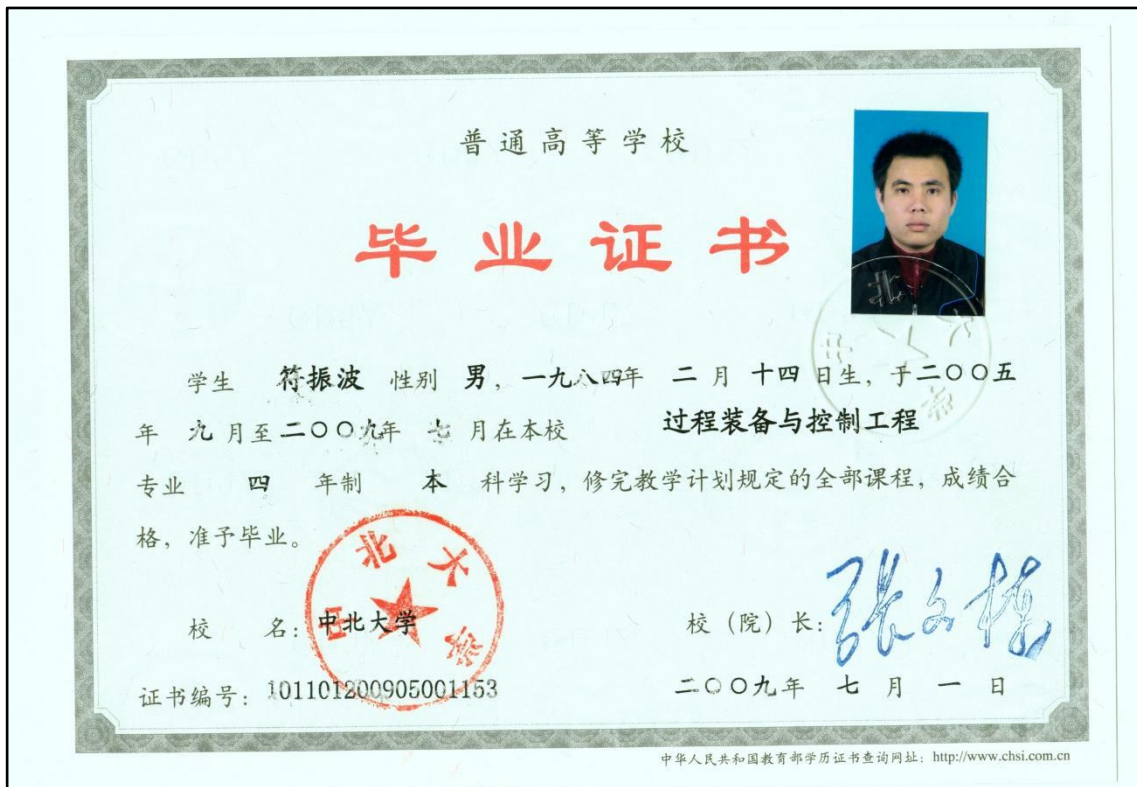 普通高等学校
毕业证书
学生 符振波 性别 男，一九八四年 二月十四日生，于二〇〇五
年 九月至二〇〇九年 七月在本校 过程装备与控制工程
专业 四 年制 本 科学习，修完教学计划规定的全部课程，成绩合
格，准予毕业。
中北大学
校 名：中北大学
校（院）长：张文栋
证书编号：101101200905001153
二〇〇九年 七月一日
中华人民共和国教育部学历证书查询网址：http://www.chsi.com.cn